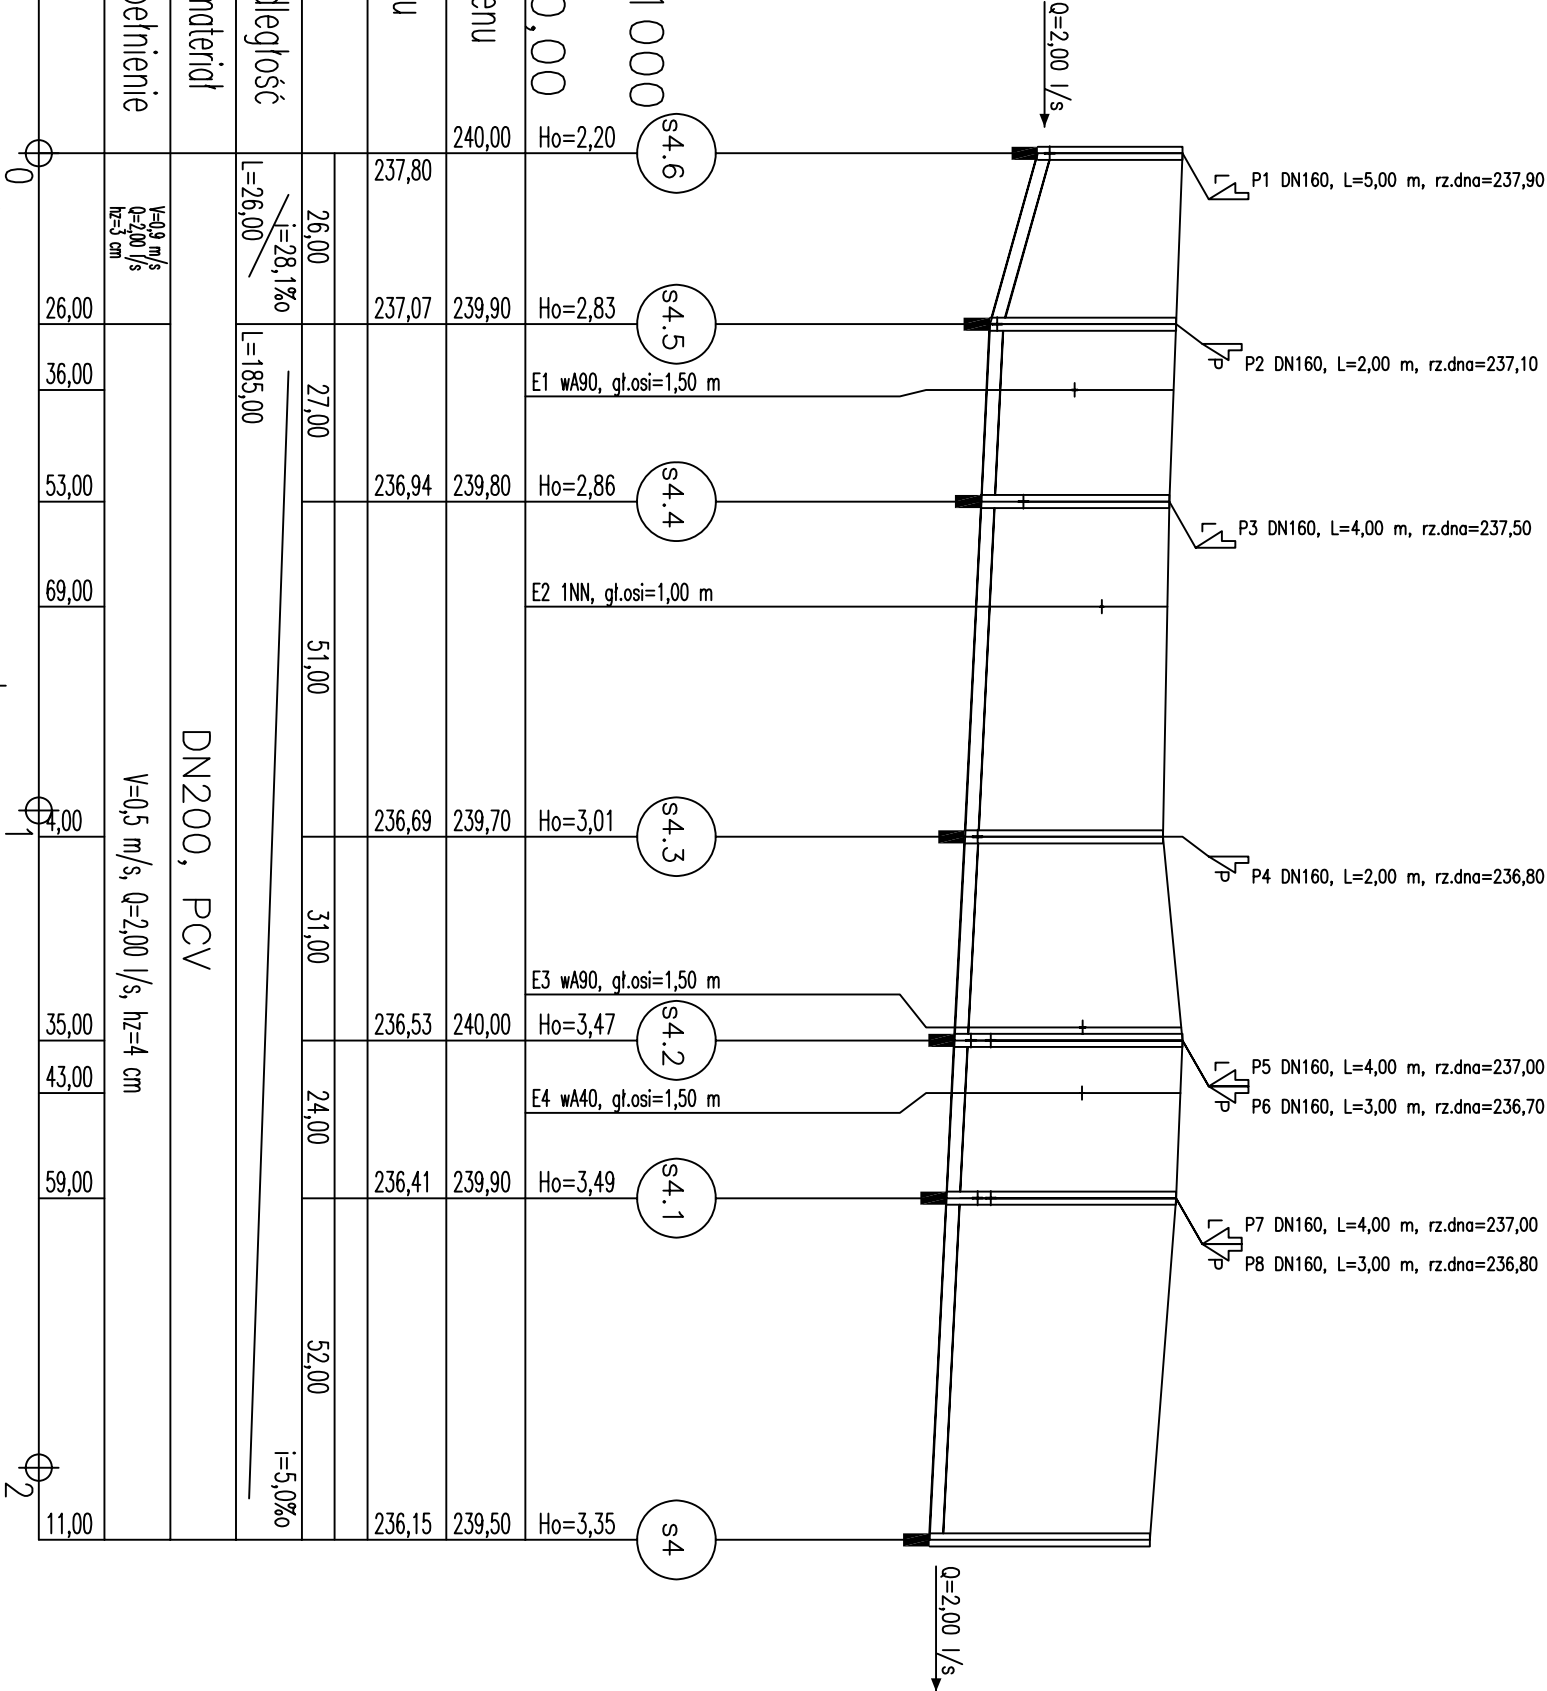 Q=2,00 l/s
P1 DN160, L=5,00 m, rz.dna=237,90
L
P2 DN160, L=2,00 m, rz.dna=237,10
P
P3 DN160, L=4,00 m, rz.dna=237,50
L
P4 DN160, L=2,00 m, rz.dna=236,80
P
P5 DN160, L=4,00 m, rz.dna=237,00
L
P6 DN160, L=3,00 m, rz.dna=236,70
P
P7 DN160, L=4,00 m, rz.dna=237,00
L
P8 DN160, L=3,00 m, rz.dna=236,80
P
Q=2,00 l/s
1000
0,00
s4.6
s4.5
s4.4
s4.3
s4.2
s4.1
s4
Ho=2,20
Ho=2,83
E1 wA90, gł.osi=1,50 m
Ho=2,86
E2 1NN, gł.osi=1,00 m
Ho=3,01
E3 wA90, gł.osi=1,50 m
Ho=3,47
E4 wA40, gł.osi=1,50 m
Ho=3,49
Ho=3,35
enu
240,00
239,90
239,80
239,70
240,00
239,90
239,50
u
237,80
237,07
236,94
236,69
236,53
236,41
236,15
26,00
27,00
51,00
31,00
24,00
52,00
dległość
i=28,1‰
L=26,00
L=185,00
i=5,0‰
materiał
DN200, PCV
pełnienie
V=0,9 m/s
Q=2,00 l/s
hz=3 cm
V=0,5 m/s, Q=2,00 l/s, hz=4 cm
26,00
36,00
53,00
69,00
4,00
35,00
43,00
59,00
11,00
0
1
2